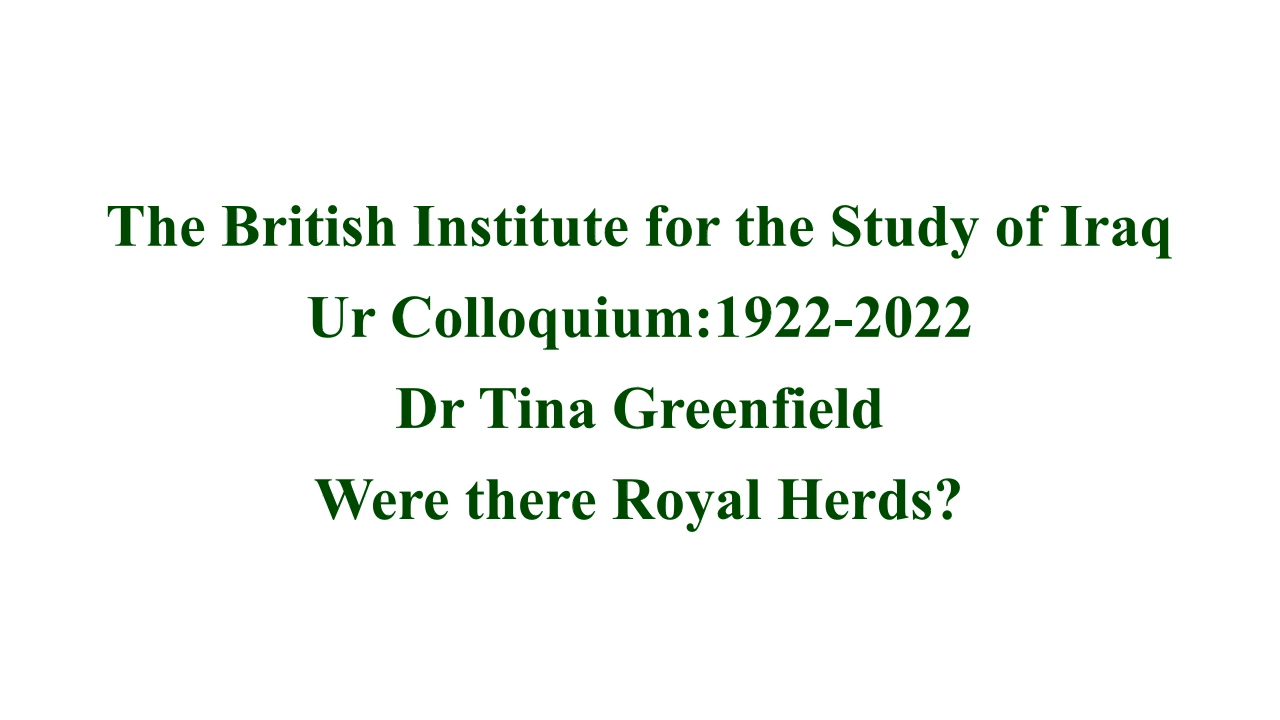 The British Institute for the Study of Iraq
Ur Colloquium:1922-2022
Dr Tina Greenfield
Were there Royal Herds?